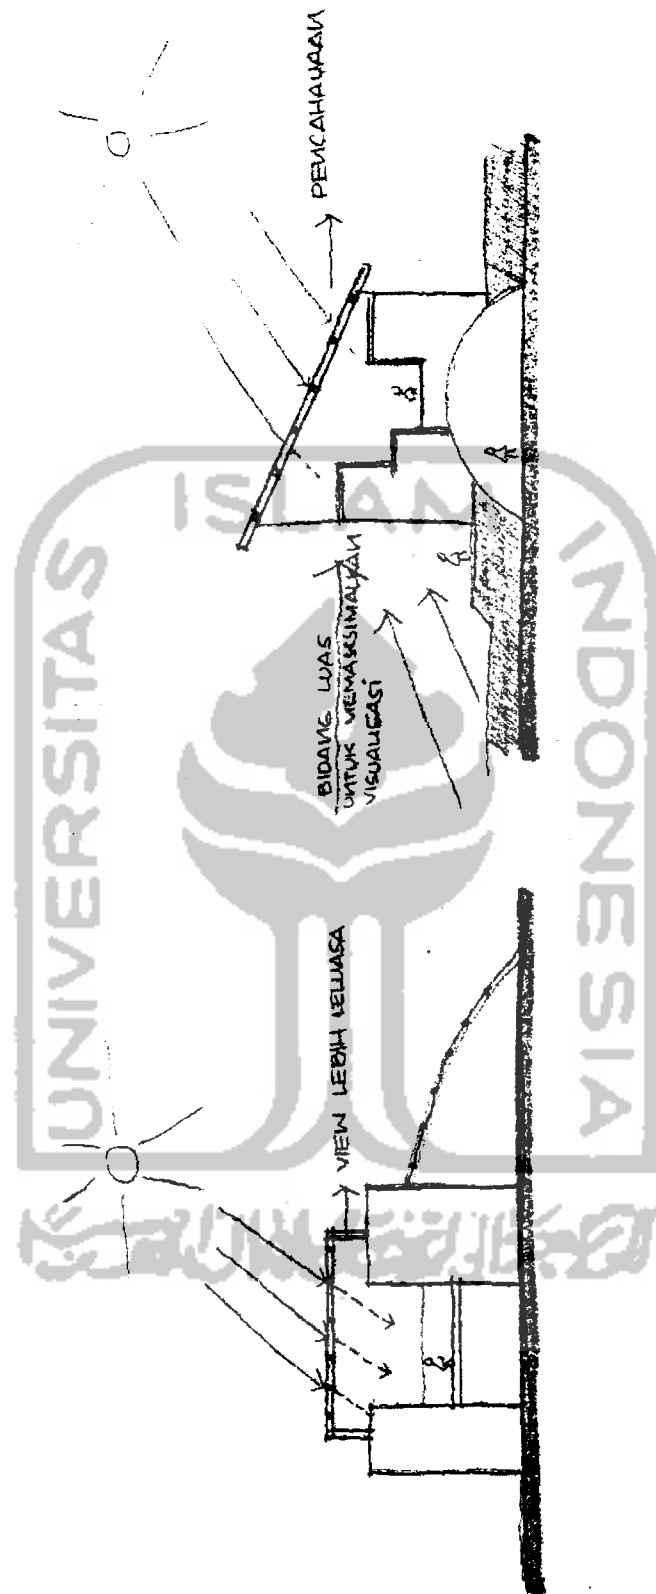 VIEW LEBIH LELUASA
BIDANG LUAS
UNTUK MEMAKSIMALKAN
VISUALISASI
PENCAHAYAAN
UNIVERSITAS
ISLAM
INDONESIA